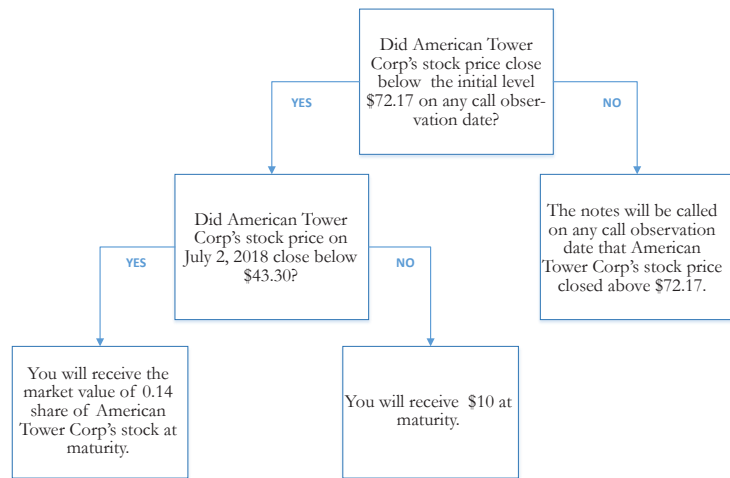 Did American Tower
Corp's stock price close
below the initial level
$72.17 on any call obser-
vation date?
YES
NO
Did American Tower
Corp's stock price on
July 2, 2018 close below
$43.30?
The notes will be called
on any call observation
date that American
Tower Corp's stock price
closed above $72.17.
YES
NO
You will receive the
market value of 0.14
share of American
Tower Corp's stock at
maturity.
You will receive $10 at
maturity.